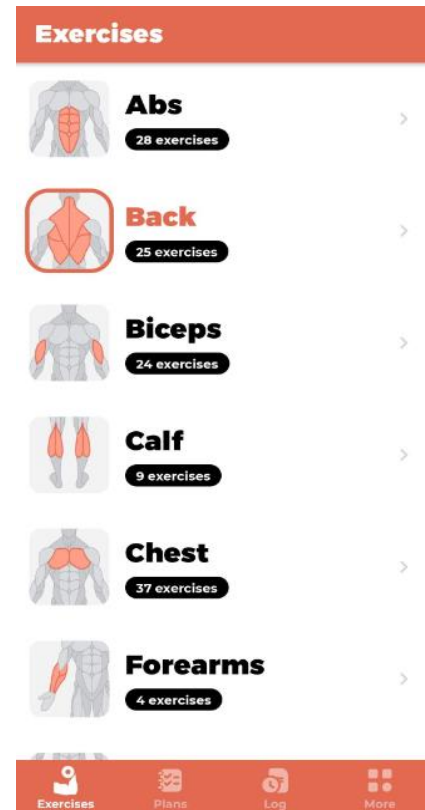 Exercises
Abs
28 exercises
Back
25 exercises
Biceps
24 exercises
Calf
9 exercises
Chest
37 exercises
Forearms
4 exercises
Exercises
Plans
Log
More